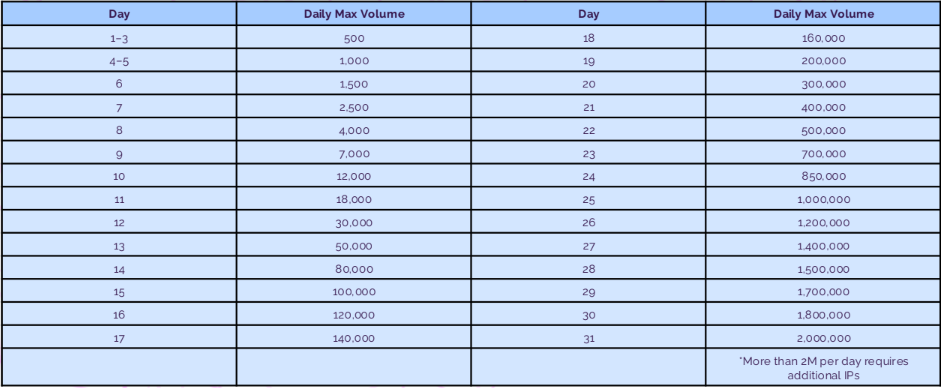 Day Daily Max Volume Day Daily Max Volume
1–3 500 18 160,000
4–5 1,000 19 200,000
6 1,500 20 300,000
7 2,500 21 400,000
8 4,000 22 500,000
9 7,000 23 700,000
10 12,000 24 850,000
11 18,000 25 1,000,000
12 30,000 26 1,200,000
13 50,000 27 1,400,000
14 80,000 28 1,500,000
15 100,000 29 1,700,000
16 120,000 30 1,800,000
17 140,000 31 2,000,000
*More than 2M per day requires
additional IPs